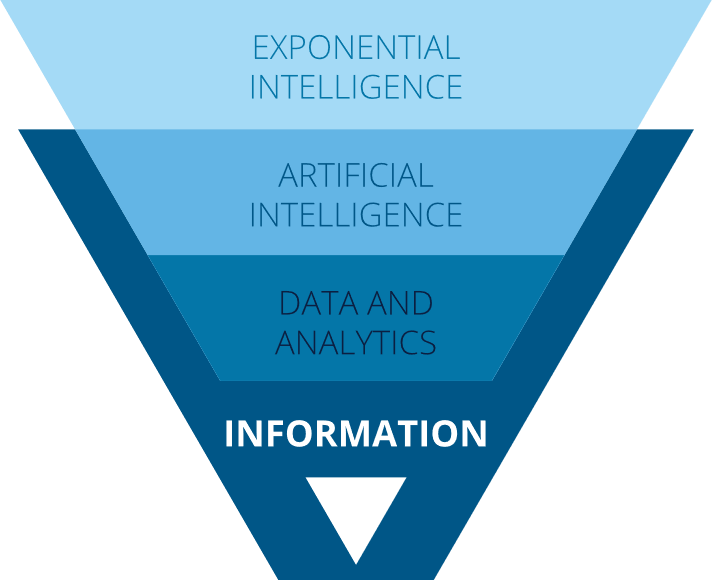 EXPONENTIAL
INTELLIGENCE
ARTIFICIAL
INTELLIGENCE
DATA AND
ANALYTICS
INFORMATION